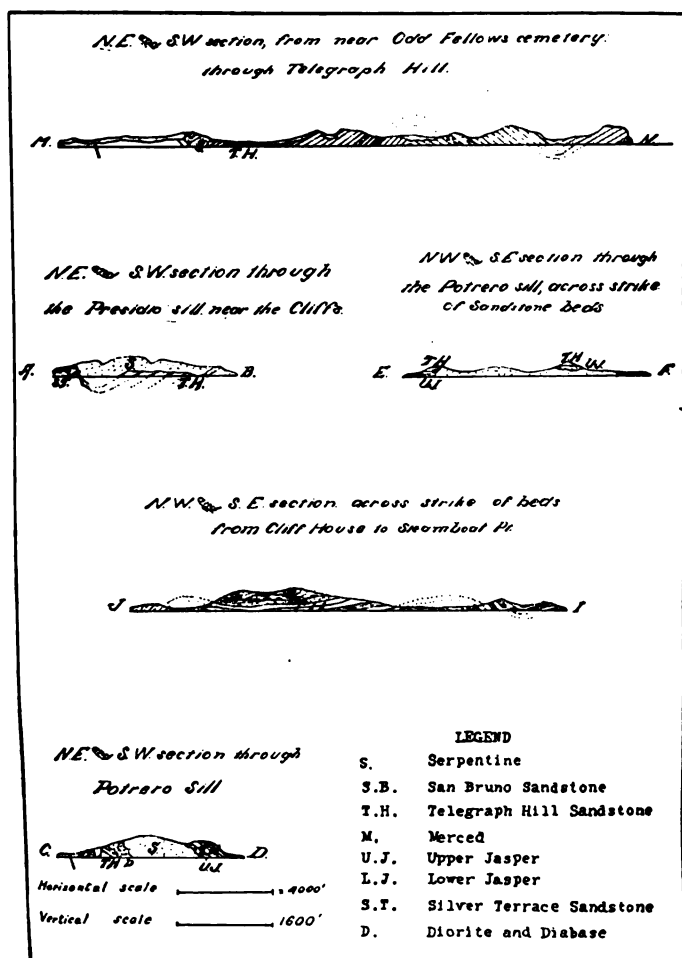 N.E. & S.W section, from near Odd Fellows cemetery
through Telegraph Hill.
M. N.
T.H.
N.E. & S.W. section through
the Presidio sill near the Cliffs.
A. S B.
T.H.
NW & S.E section through
the Potrero sill, across strike
of Sandstone beds
T.H T.H
E. F
U.J
N.W. & S.E. section across strike of beds
from Cliff House to Steamboat Pt.
J I
N.E. & S.W. section through
Potrero Sill
C. S D.
T H D U.J.
Horizontal scale = 4000'
Vertical scale 1600'
LEGEND
S. Serpentine
S.B. San Bruno Sandstone
T.H. Telegraph Hill Sandstone
M. Merced
U.J. Upper Jasper
L.J. Lower Jasper
S.T. Silver Terrace Sandstone
D. Diorite and Diabase